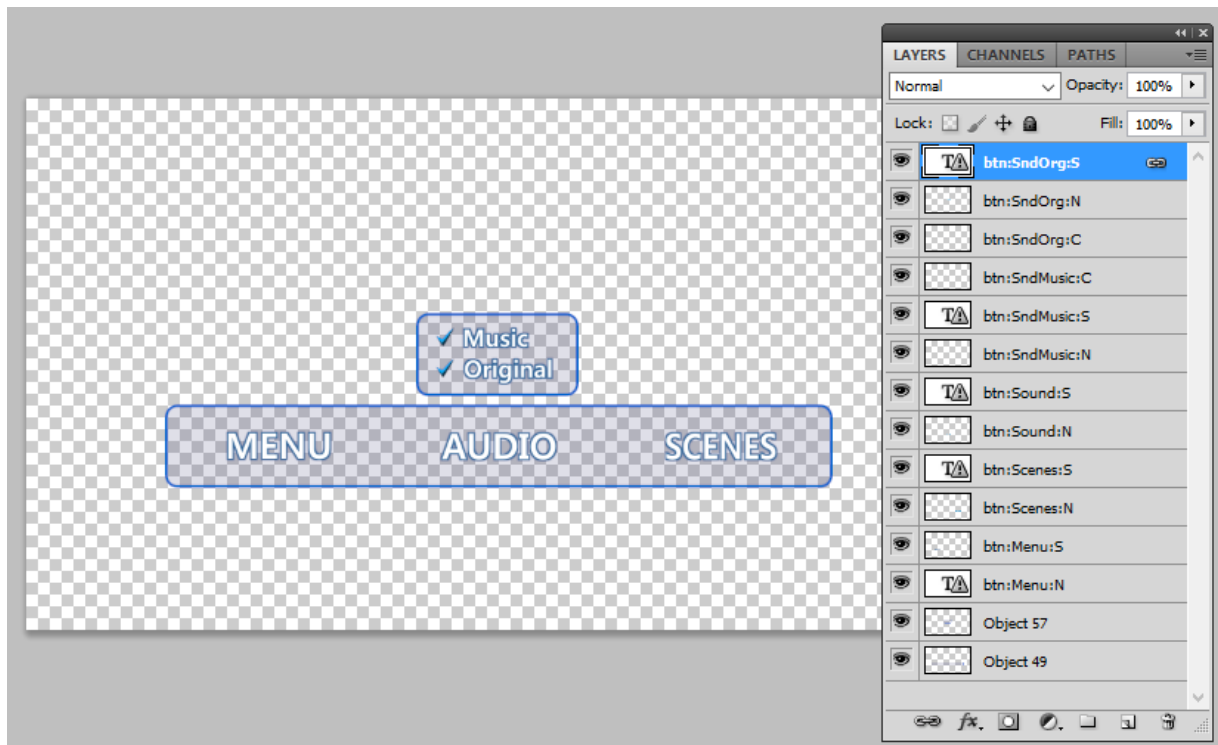 LAYERS CHANNELS PATHS
Normal Opacity: 100%
Lock: Fill: 100%
btn:SndOrg:S
btn:SndOrg:N
btn:SndOrg:C
btn:SndMusic:C
btn:SndMusic:S
btn:SndMusic:N
btn:Sound:S
btn:Sound:N
btn:Scenes:S
btn:Scenes:N
btn:Menu:S
btn:Menu:N
Object 57
Object 49
fx.
Music
Original
MENU AUDIO SCENES